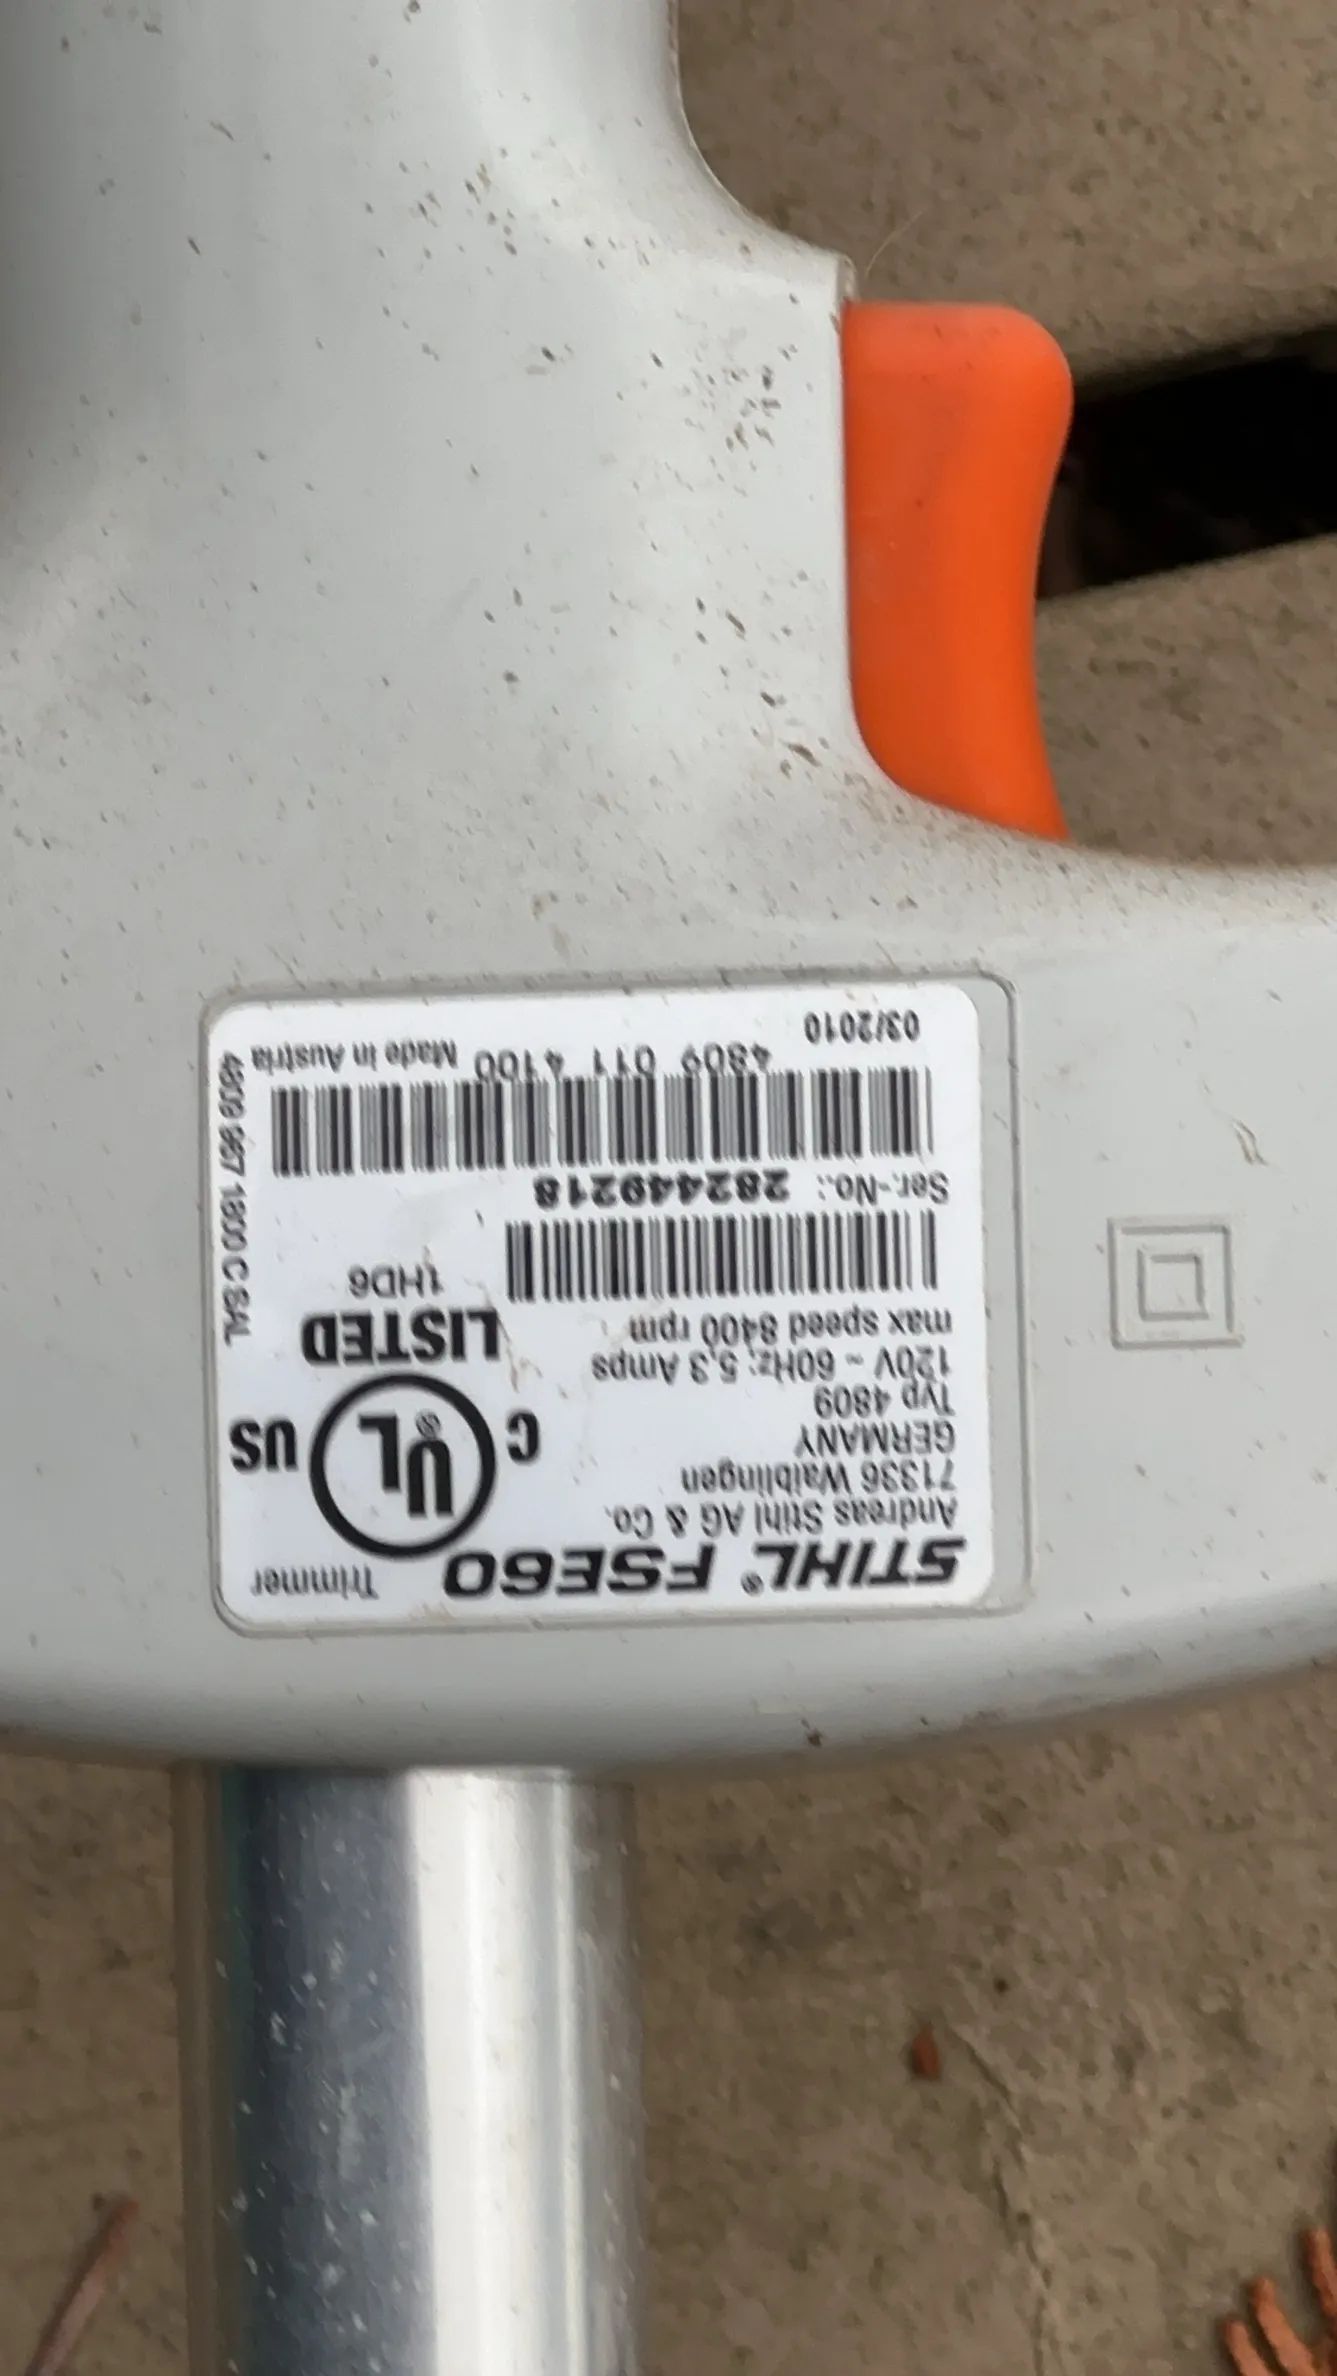 STIHL® FSE60 Trimmer
Andreas Stihl AG & Co.
71336 Waiblingen
GERMANY
Typ 4809
120V ~ 60Hz; 5,3 Amps
max speed 8400 rpm
C UL® US
LISTED
1HD6
Ser.-No.: 282449218
4809 011 4100 Made in Austria
03/2010
4809 967 1800 C SAL